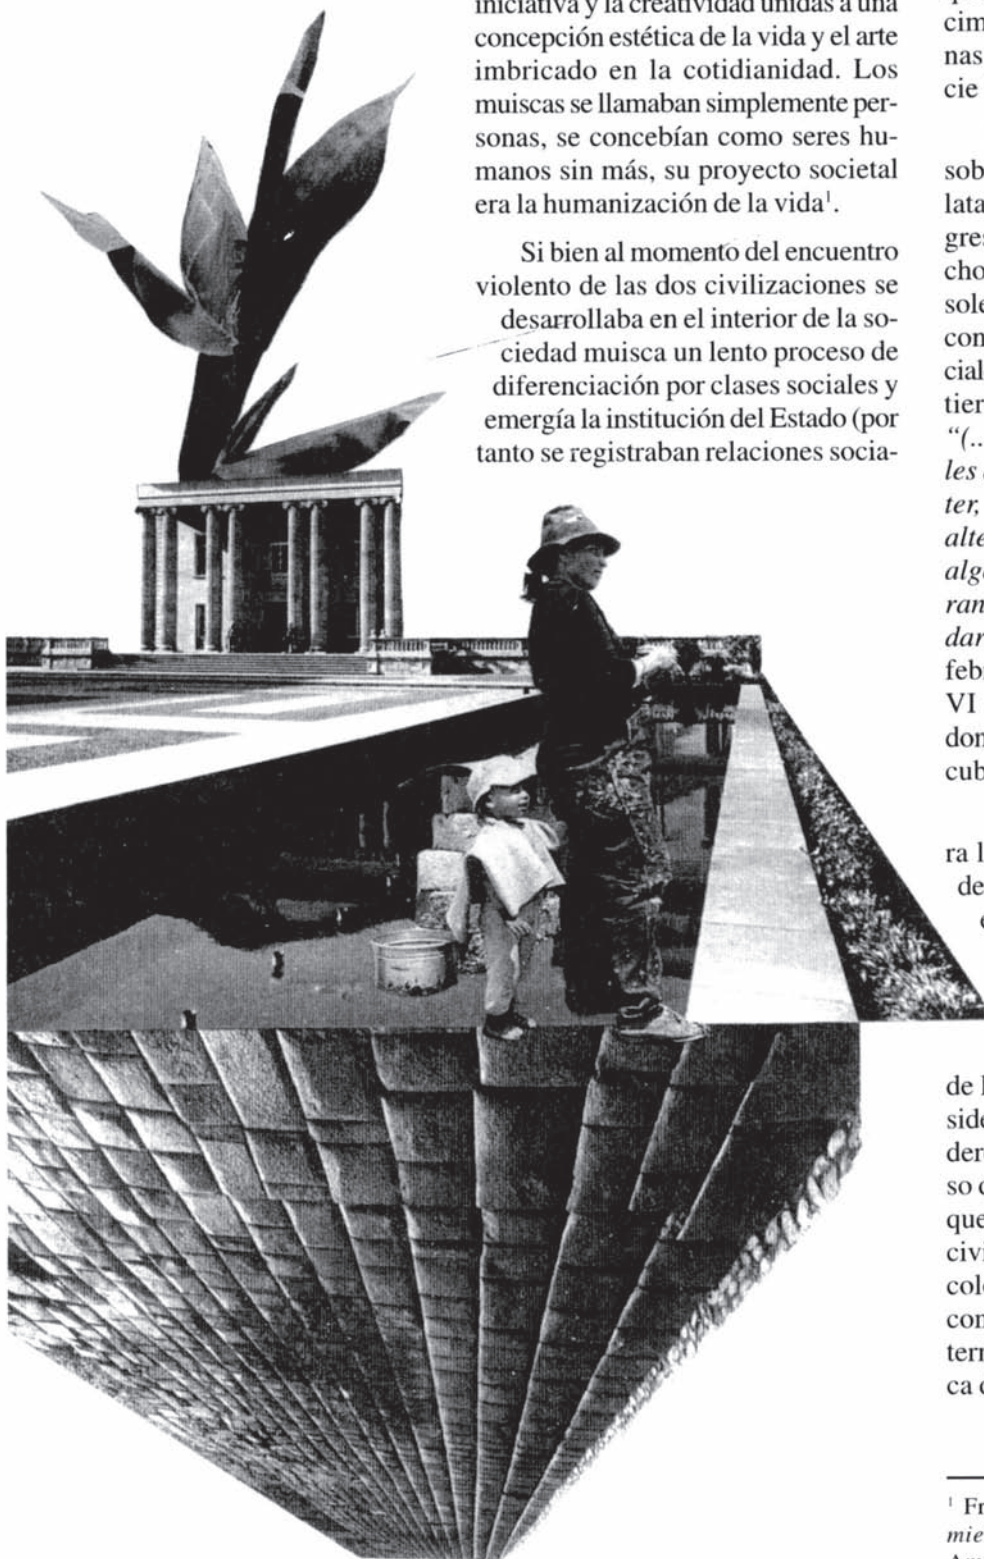 iniciativa y la creatividad unidas a una
concepción estética de la vida y el arte
imbricado en la cotidianidad. Los
muiscas se llamaban simplemente per-
sonas, se concebían como seres hu-
manos sin más, su proyecto societal
era la humanización de la vida¹.
Si bien al momento del encuentro
violento de las dos civilizaciones se
desarrollaba en el interior de la so-
ciedad muisca un lento proceso de
diferenciación por clases sociales y
emergía la institución del Estado (por
tanto se registraban relaciones socia-
cim
nas
cie
sob
lata
gres
cho
sole
con
cial
tier
“(..
les
ter,
alte
algo
ran
dar
febr
VI
don
cub
ra l
de
de l
side
dere
so
que
civi
colo
con
terr
ca
¹ Fr
mie